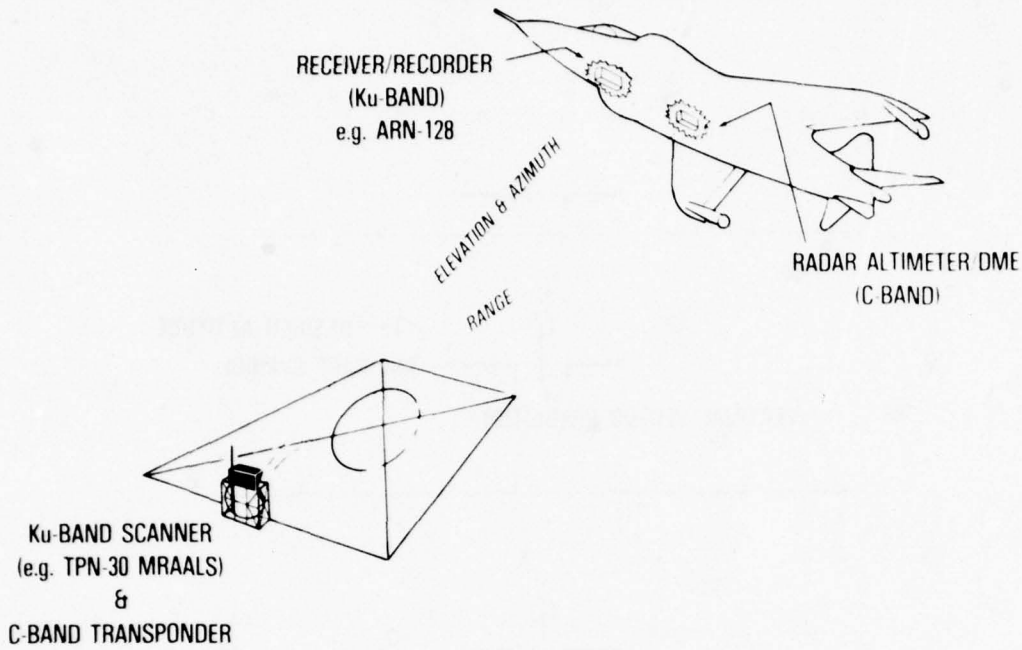 RECEIVER/RECORDER
(Ku-BAND)
e.g. ARN-128
ELEVATION & AZIMUTH
RANGE
RADAR ALTIMETER/DME
(C-BAND)
Ku-BAND SCANNER
(e.g. TPN-30 MRAALS)
&
C-BAND TRANSPONDER